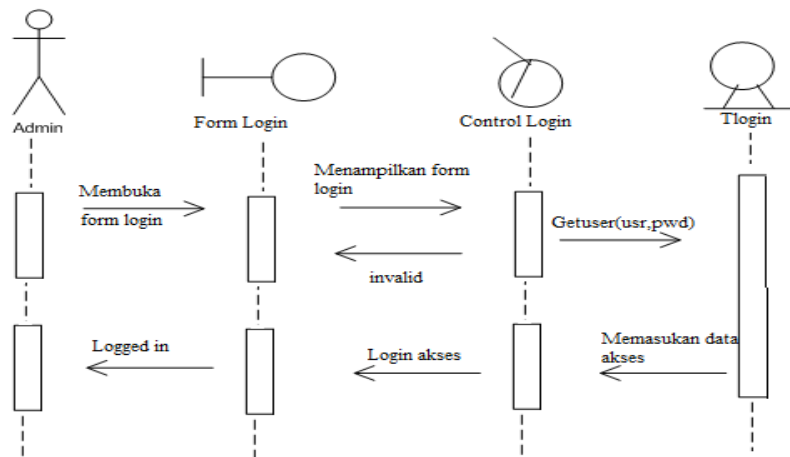 Admin
Form Login
Control Login
Tlogin
Membuka
form login
Menampilkan form
login
Getuser(usr,pwd)
invalid
Logged in
Login akses
Memasukan data
akses